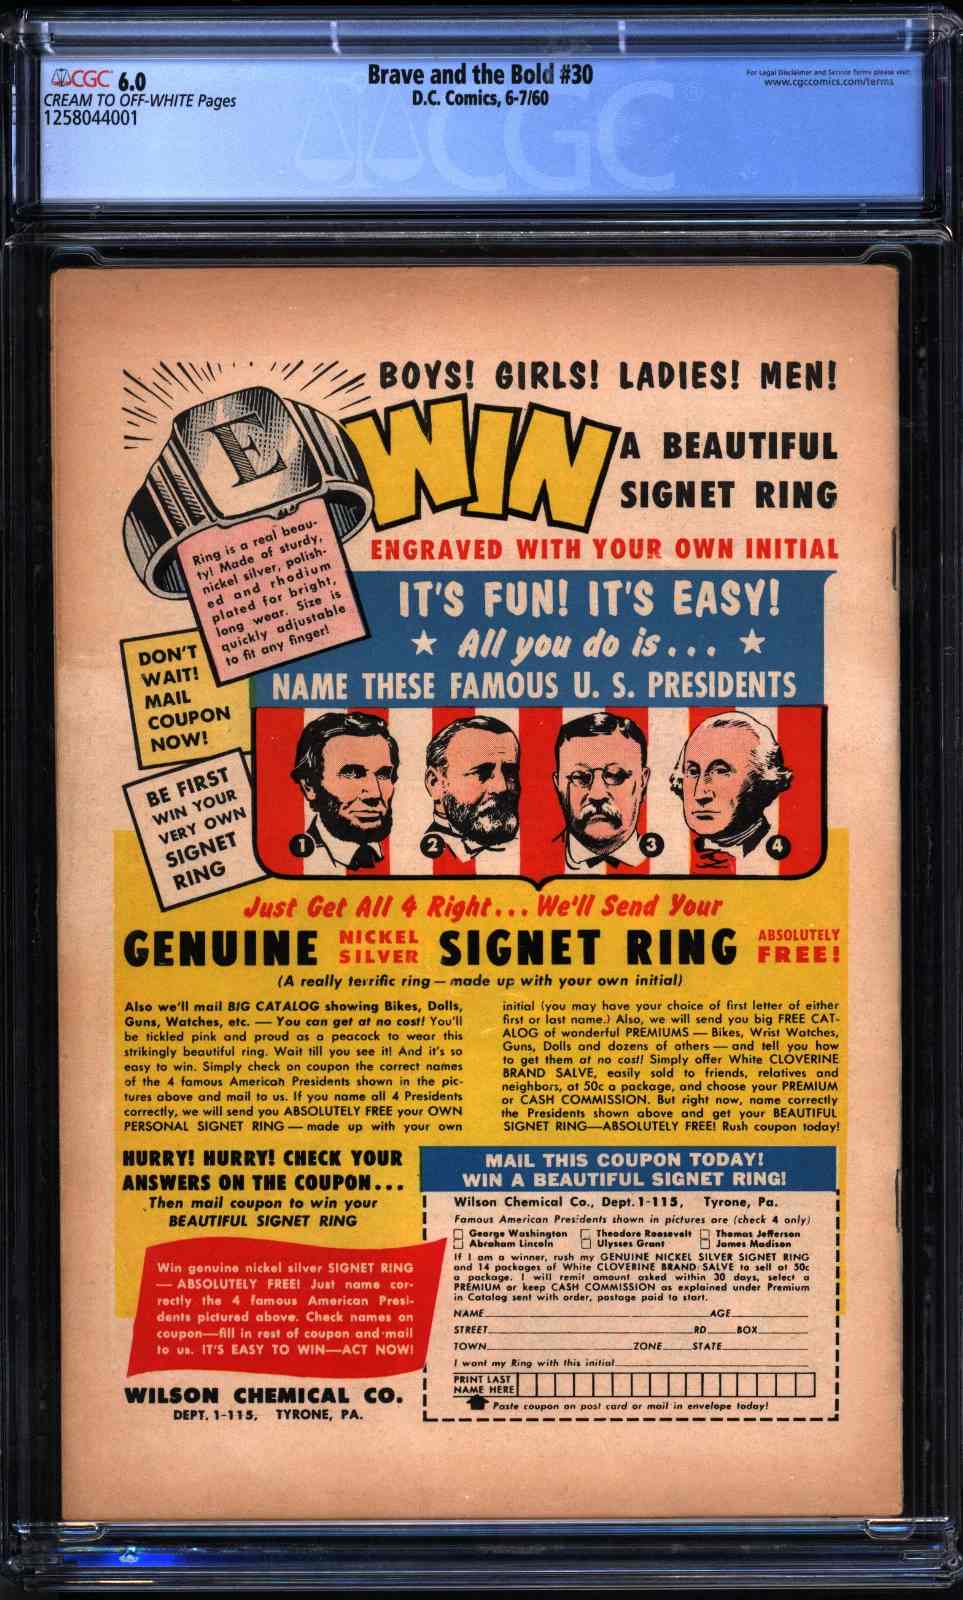 CGC 6.0
CREAM TO OFF-WHITE Pages
1258044001
Brave and the Bold #30
D.C. Comics, 6-7/60
For Legal Disclaimer and Service Terms please visit:
www.cgccomics.com/terms
CGC
BOYS! GIRLS! LADIES! MEN!
WIN
A BEAUTIFUL
SIGNET RING
ENGRAVED WITH YOUR OWN INITIAL
E
Ring is a real beau-
ty! Made of sturdy,
nickel silver, polish-
ed and rhodium
plated for bright,
long wear. Size is
quickly adjustable
to fit any finger!
IT'S FUN! IT'S EASY!
All you do is...
NAME THESE FAMOUS U. S. PRESIDENTS
DON'T
WAIT!
MAIL
COUPON
NOW!
BE FIRST
WIN YOUR
VERY OWN
SIGNET
RING
1
2
3
4
Just Get All 4 Right... We'll Send Your
GENUINE NICKEL SILVER SIGNET RING ABSOLUTELY FREE!
(A really terrific ring — made up with your own initial)
Also we'll mail BIG CATALOG showing Bikes, Dolls,
Guns, Watches, etc. — You can get at no cost! You'll
be tickled pink and proud as a peacock to wear this
strikingly beautiful ring. Wait till you see it! And it's so
easy to win. Simply check on coupon the correct names
of the 4 famous American Presidents shown in the pic-
tures above and mail to us. If you name all 4 Presidents
correctly, we will send you ABSOLUTELY FREE your OWN
PERSONAL SIGNET RING — made up with your own
initial (you may have your choice of first letter of either
first or last name.) Also, we will send you big FREE CAT-
ALOG of wonderful PREMIUMS — Bikes, Wrist Watches,
Guns, Dolls and dozens of others — and tell you how
to get them at no cost! Simply offer White CLOVERINE
BRAND SALVE, easily sold to friends, relatives and
neighbors, at 50c a package, and choose your PREMIUM
or CASH COMMISSION. But right now, name correctly
the Presidents shown above and get your BEAUTIFUL
SIGNET RING—ABSOLUTELY FREE! Rush coupon today!
HURRY! HURRY! CHECK YOUR
ANSWERS ON THE COUPON...
Then mail coupon to win your
BEAUTIFUL SIGNET RING
Win genuine nickel silver SIGNET RING
— ABSOLUTELY FREE! Just name cor-
rectly the 4 famous American Presi-
dents pictured above. Check names on
coupon—fill in rest of coupon and mail
to us. IT'S EASY TO WIN—ACT NOW!
WILSON CHEMICAL CO.
DEPT. 1-115, TYRONE, PA.
MAIL THIS COUPON TODAY!
WIN A BEAUTIFUL SIGNET RING!
Wilson Chemical Co., Dept. 1-115, Tyrone, Pa.
Famous American Presidents shown in pictures are (check 4 only)
George Washington Theodore Roosevelt Thomas Jefferson
Abraham Lincoln Ulysses Grant James Madison
If I am a winner, rush my GENUINE NICKEL SILVER SIGNET RING
and 14 packages of White CLOVERINE BRAND SALVE to sell at 50c
a package. I will remit amount asked within 30 days, select a
PREMIUM or keep CASH COMMISSION as explained under Premium
in Catalog sent with order, postage paid to start.
NAME AGE
STREET RD BOX
TOWN ZONE STATE
I want my Ring with this initial
PRINT LAST
NAME HERE
Paste coupon on post card or mail in envelope today!